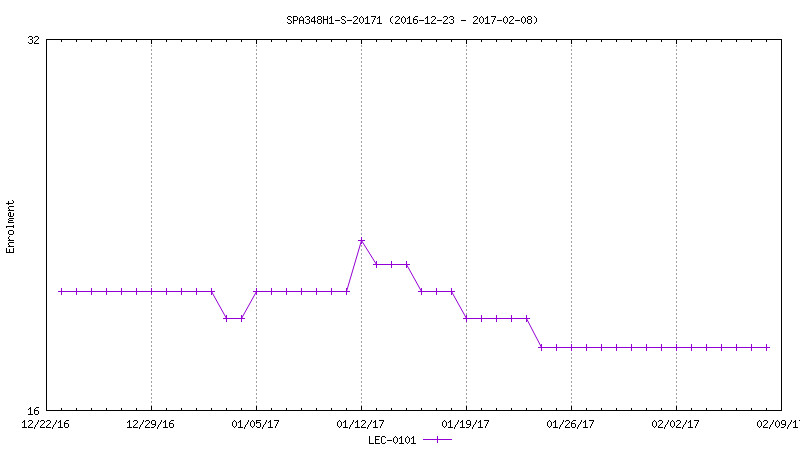 SPA348H1-S-20171 (2016-12-23 - 2017-02-08)
32
Enrolment
16
12/22/16 12/29/16 01/05/17 01/12/17 01/19/17 01/26/17 02/02/17 02/09/1
LEC-0101